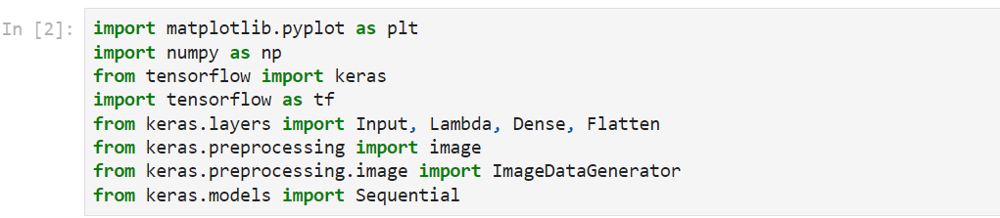 In [2]: import matplotlib.pyplot as plt
import numpy as np
from tensorflow import keras
import tensorflow as tf
from keras.layers import Input, Lambda, Dense, Flatten
from keras.preprocessing import image
from keras.preprocessing.image import ImageDataGenerator
from keras.models import Sequential